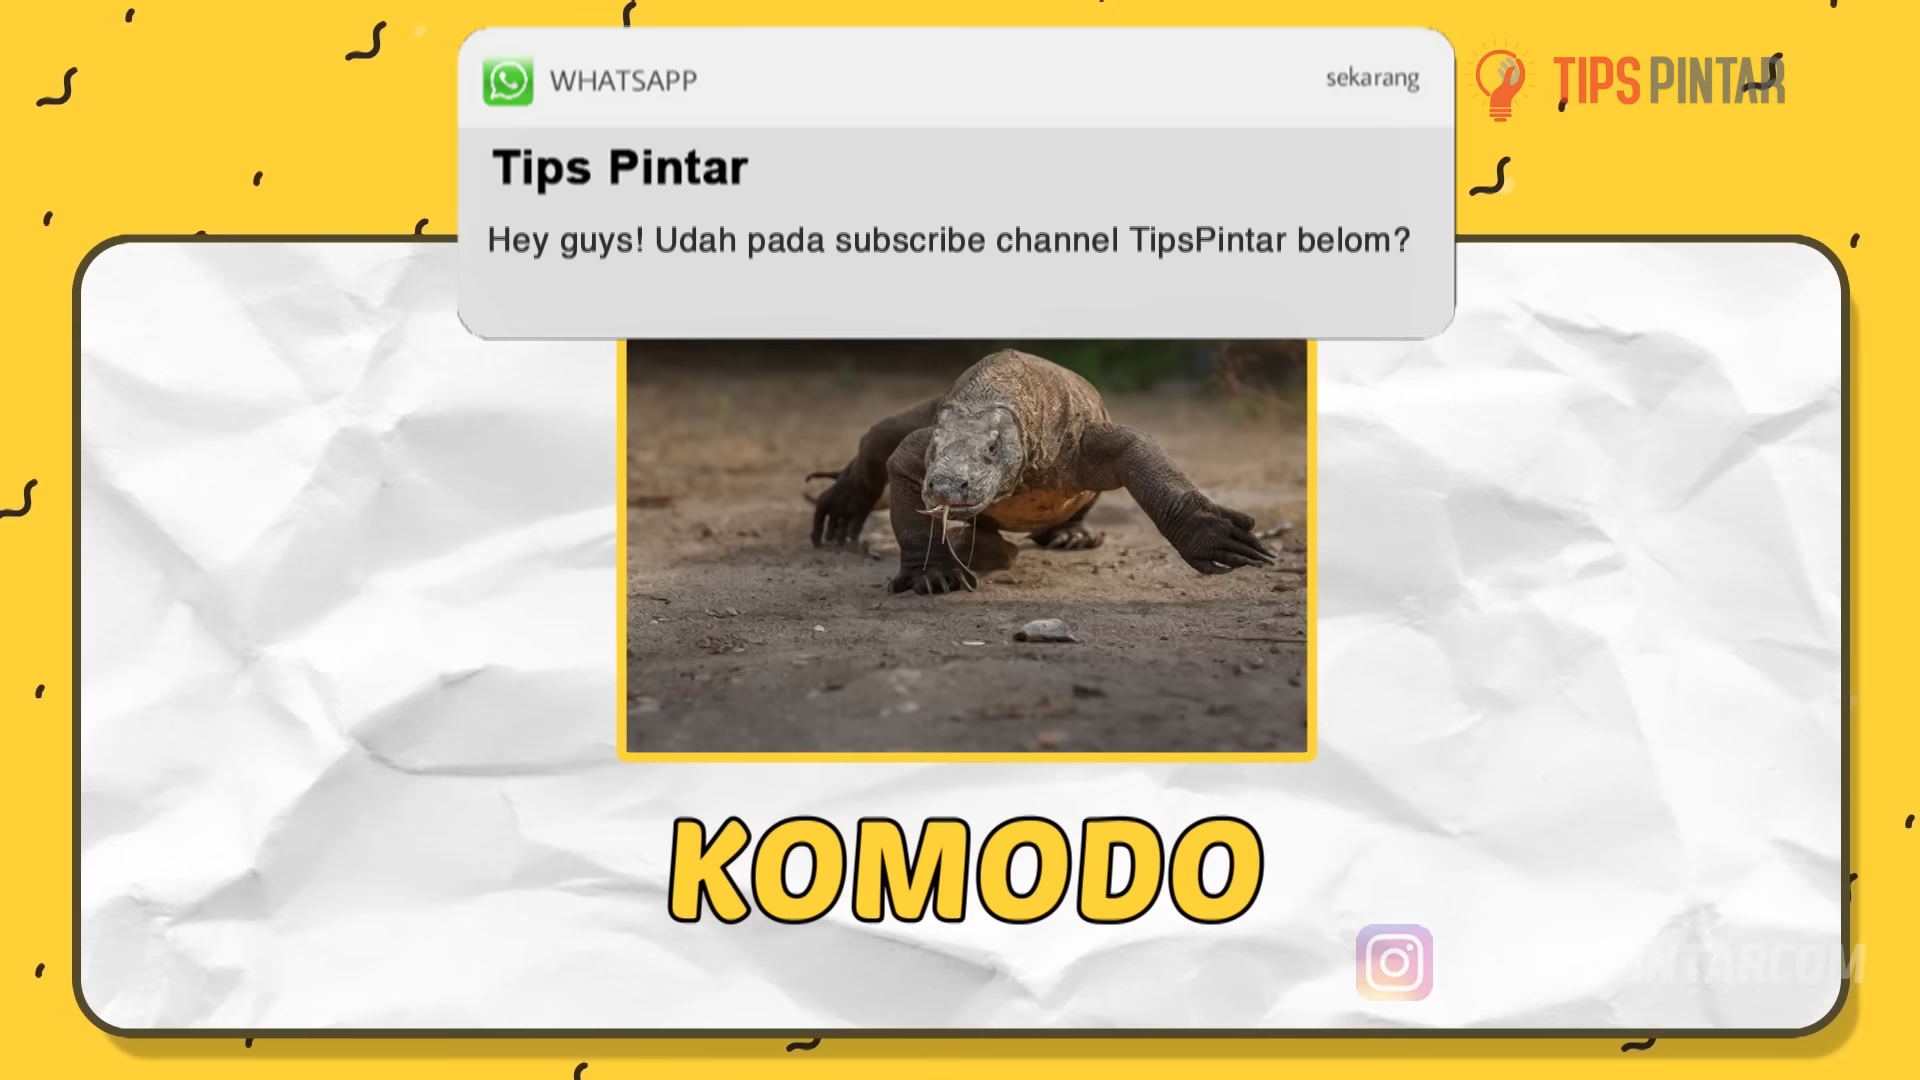 WHATSAPP
sekarang
TIPS PINTAR
Tips Pintar
Hey guys! Udah pada subscribe channel TipsPintar belom?
KOMODO